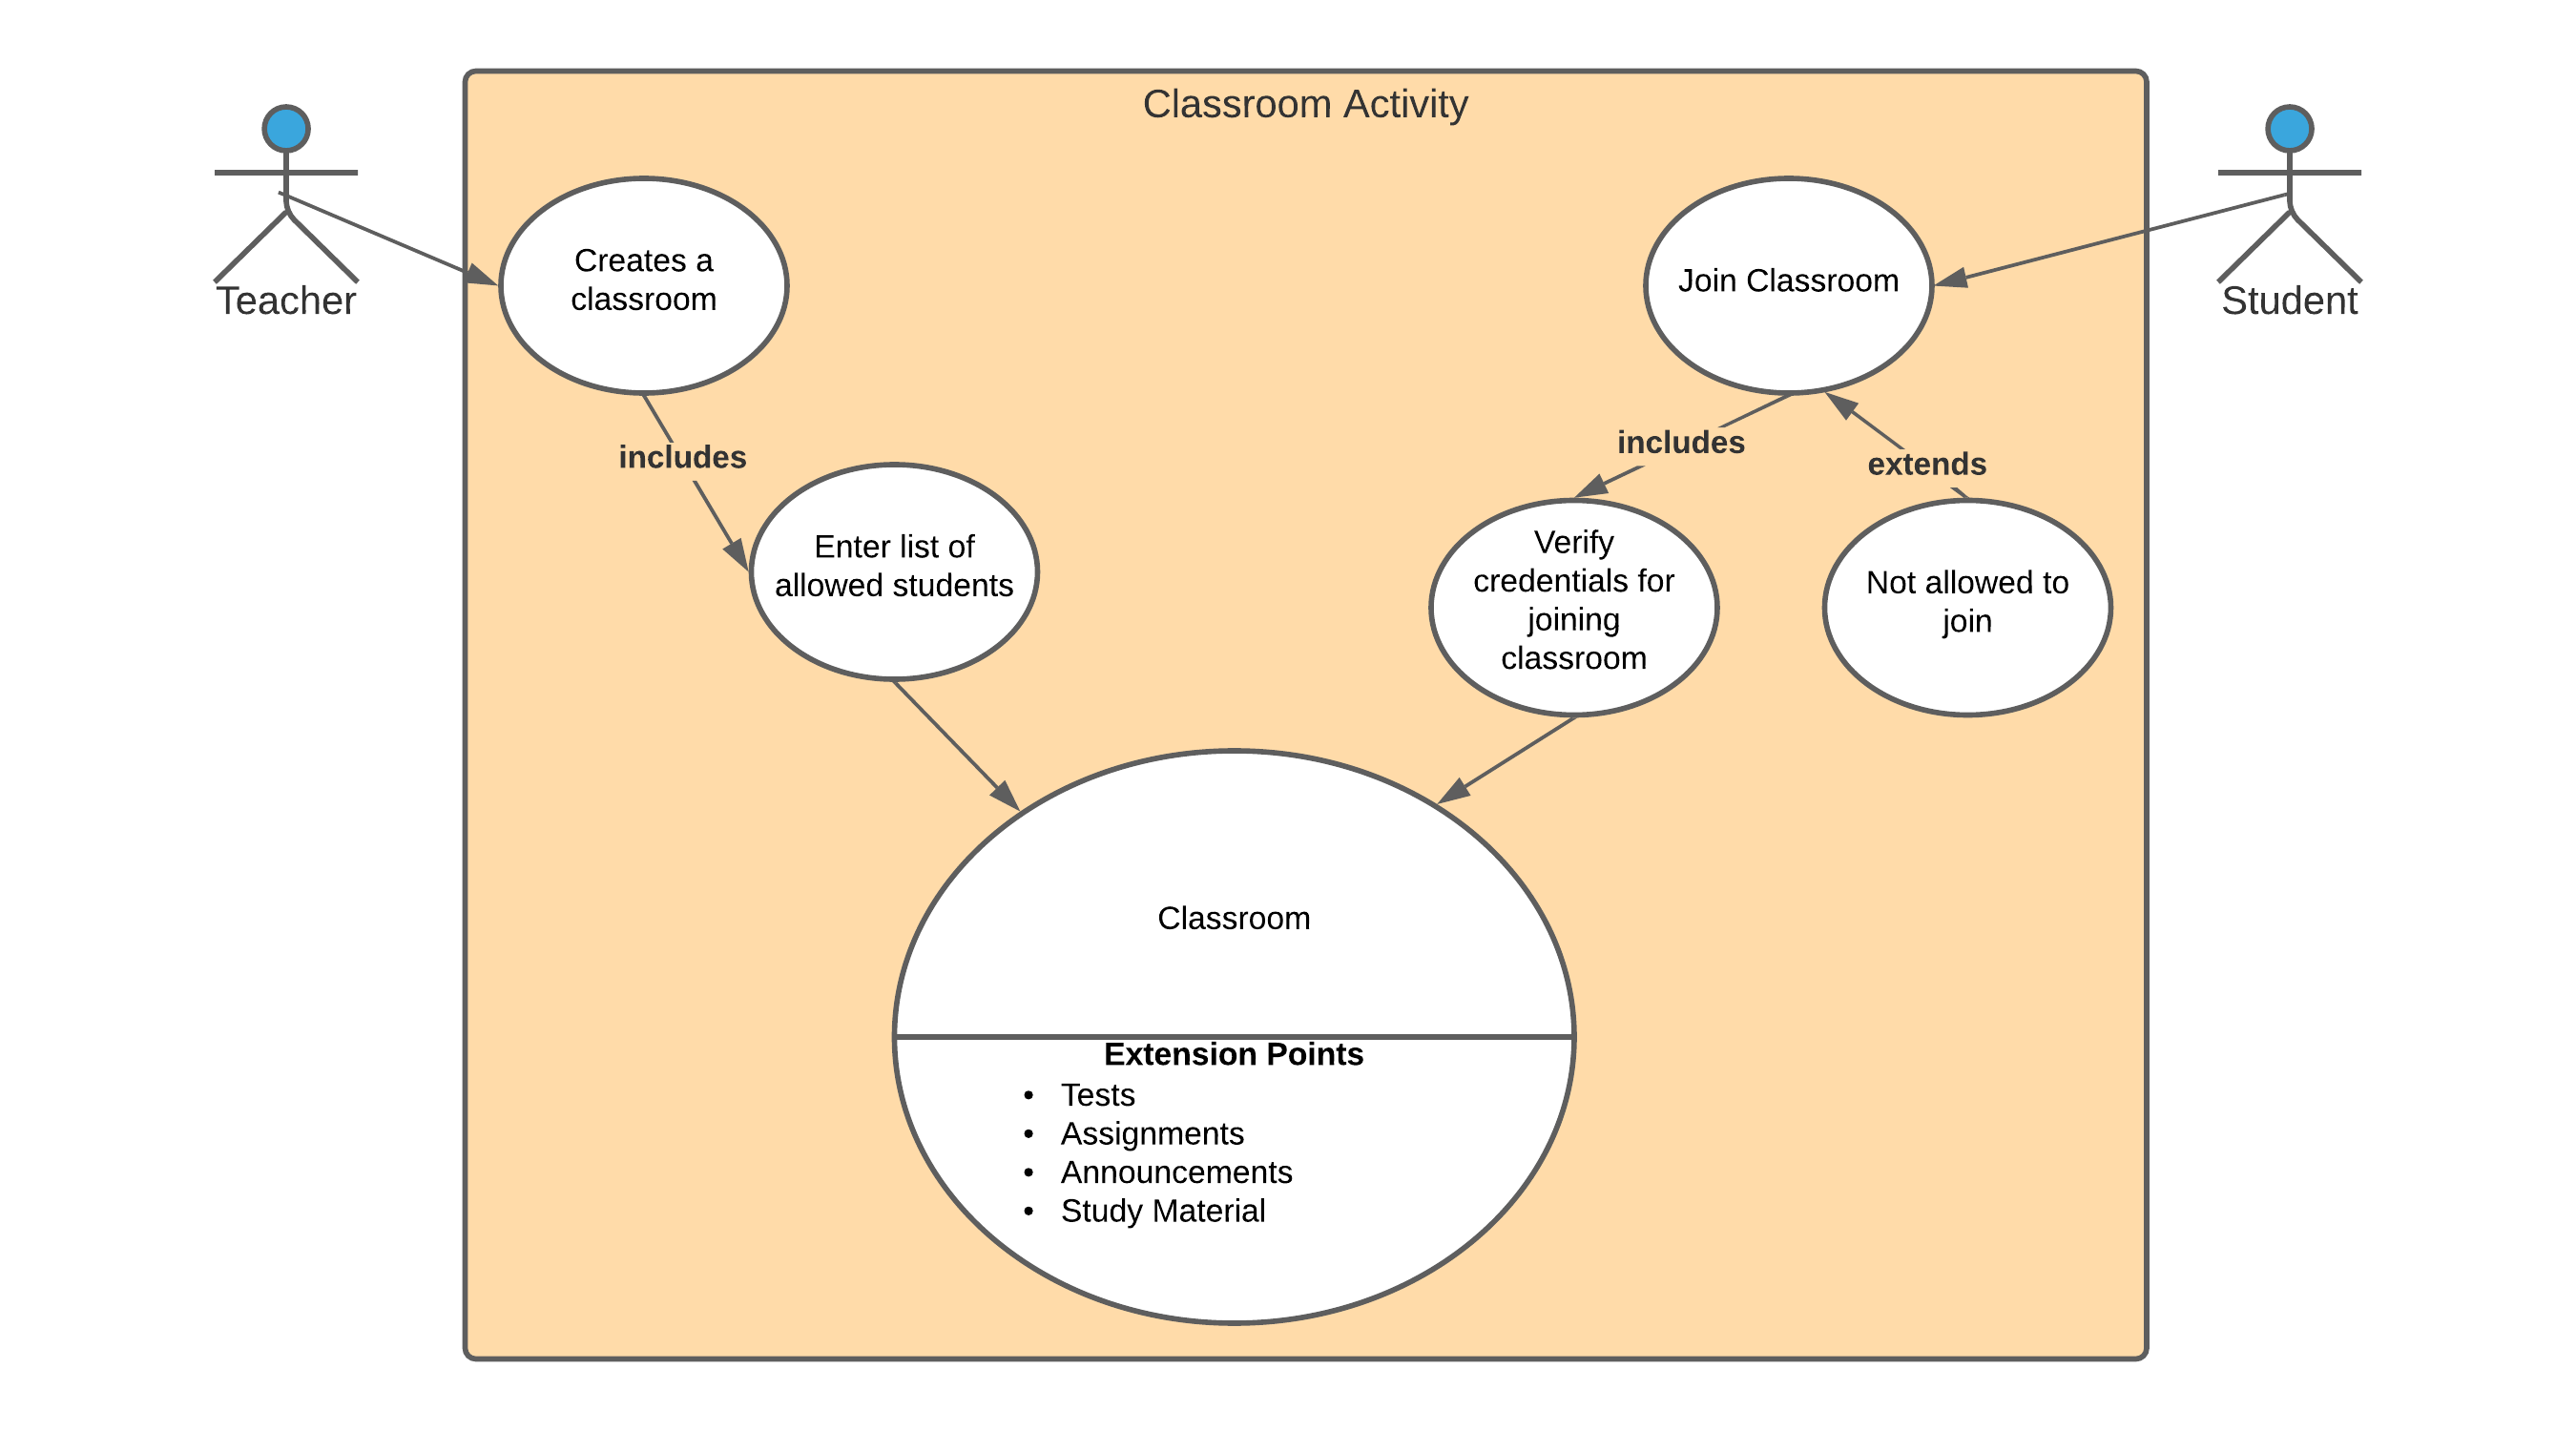 Classroom Activity
Teacher
Creates a
classroom
Join Classroom
Student
includes
includes
extends
Enter list of
allowed students
Verify
credentials for
joining
classroom
Not allowed to
join
Classroom
Extension Points
• Tests
• Assignments
• Announcements
• Study Material